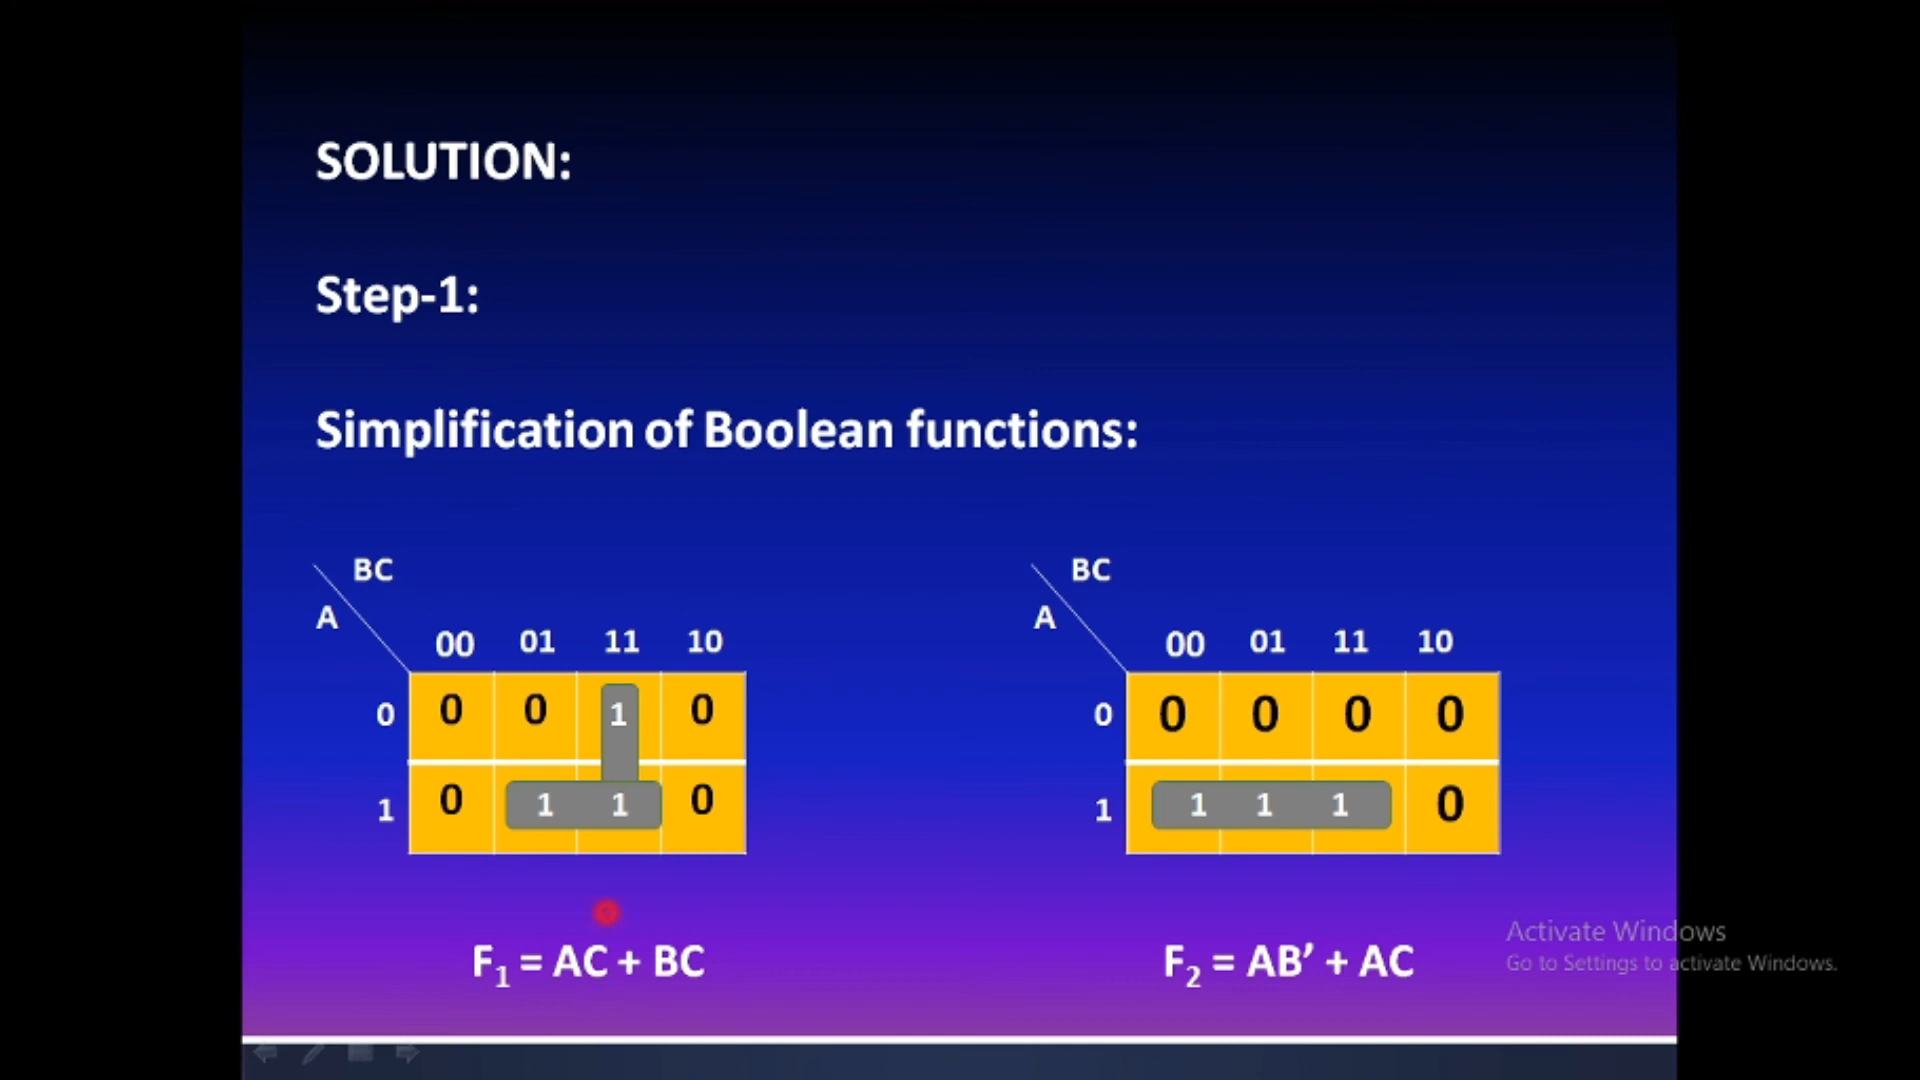 SOLUTION:
Step-1:
Simplification of Boolean functions:
BC
A
00 01 11 10
0 0 0 1 0
1 0 1 1 0
F₁ = AC + BC
BC
A
00 01 11 10
0 0 0 0 0
1 1 1 1 0
F₂ = AB’ + AC
Activate Windows
Go to Settings to activate Windows.